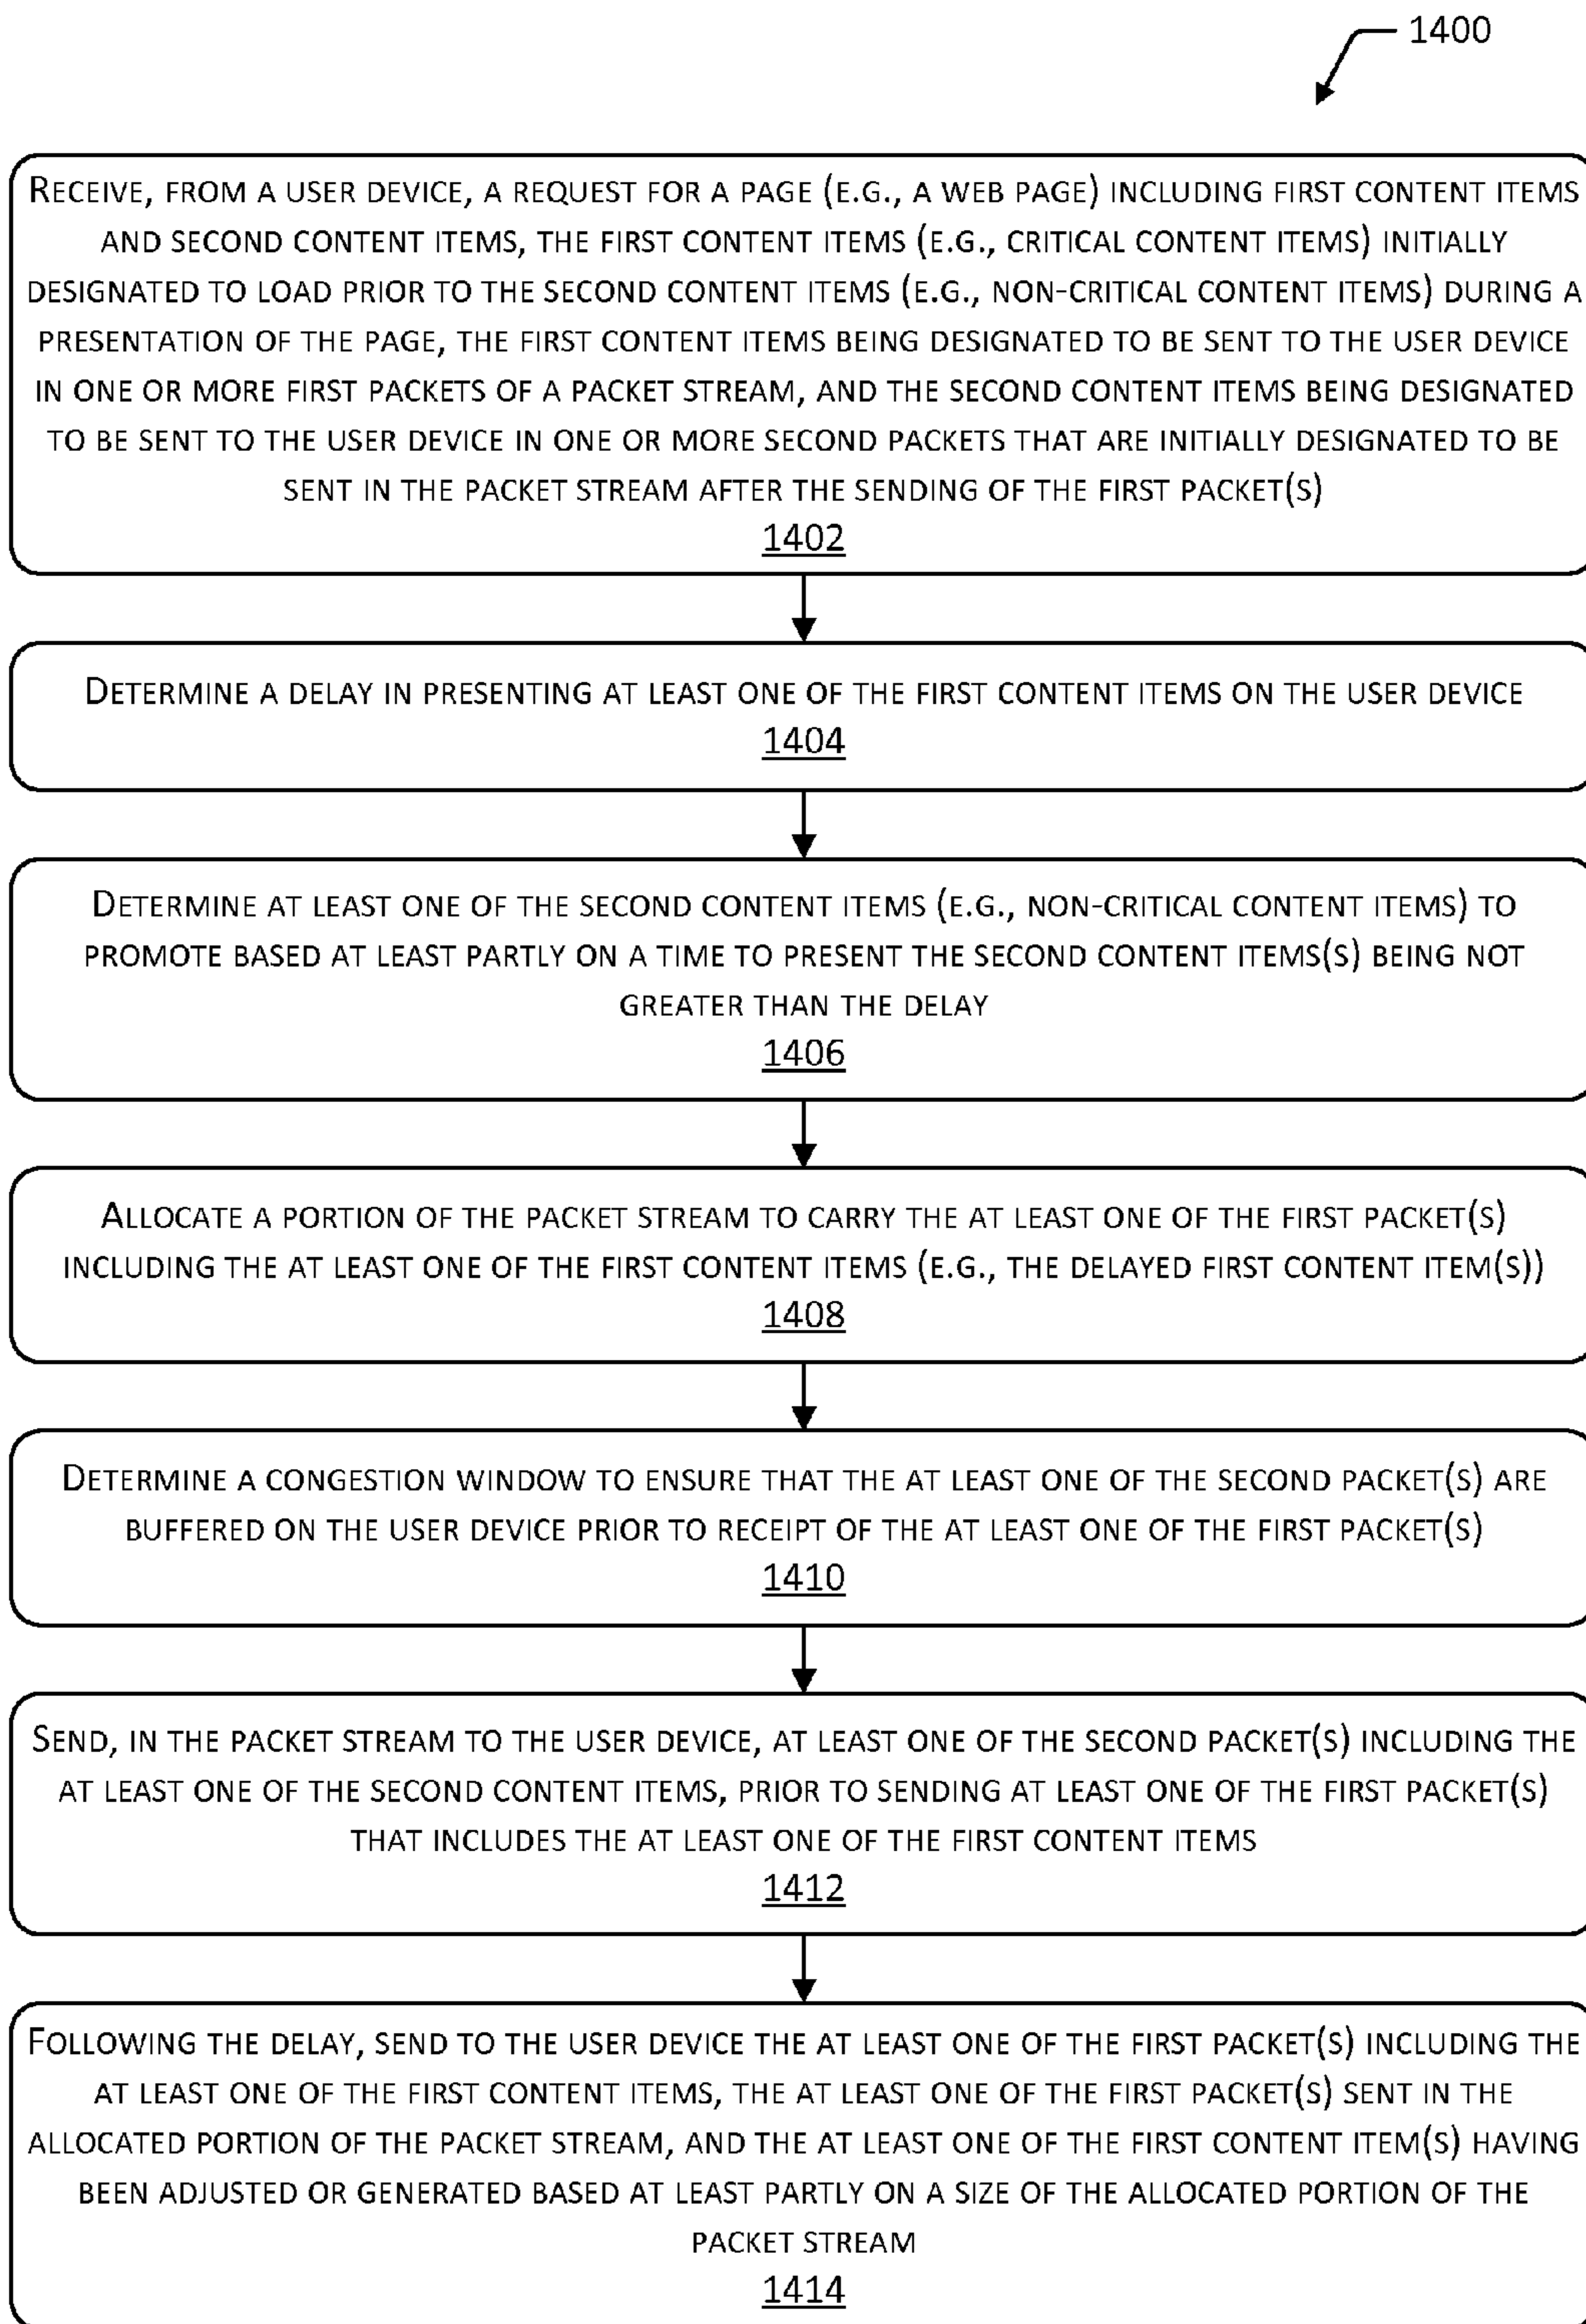 1400
RECEIVE, FROM A USER DEVICE, A REQUEST FOR A PAGE (E.G., A WEB PAGE) INCLUDING FIRST CONTENT ITEMS
AND SECOND CONTENT ITEMS, THE FIRST CONTENT ITEMS (E.G., CRITICAL CONTENT ITEMS) INITIALLY
DESIGNATED TO LOAD PRIOR TO THE SECOND CONTENT ITEMS (E.G., NON-CRITICAL CONTENT ITEMS) DURING A
PRESENTATION OF THE PAGE, THE FIRST CONTENT ITEMS BEING DESIGNATED TO BE SENT TO THE USER DEVICE
IN ONE OR MORE FIRST PACKETS OF A PACKET STREAM, AND THE SECOND CONTENT ITEMS BEING DESIGNATED
TO BE SENT TO THE USER DEVICE IN ONE OR MORE SECOND PACKETS THAT ARE INITIALLY DESIGNATED TO BE
SENT IN THE PACKET STREAM AFTER THE SENDING OF THE FIRST PACKET(S)
1402
DETERMINE A DELAY IN PRESENTING AT LEAST ONE OF THE FIRST CONTENT ITEMS ON THE USER DEVICE
1404
DETERMINE AT LEAST ONE OF THE SECOND CONTENT ITEMS (E.G., NON-CRITICAL CONTENT ITEMS) TO
PROMOTE BASED AT LEAST PARTLY ON A TIME TO PRESENT THE SECOND CONTENT ITEMS(S) BEING NOT
GREATER THAN THE DELAY
1406
ALLOCATE A PORTION OF THE PACKET STREAM TO CARRY THE AT LEAST ONE OF THE FIRST PACKET(S)
INCLUDING THE AT LEAST ONE OF THE FIRST CONTENT ITEMS (E.G., THE DELAYED FIRST CONTENT ITEM(S))
1408
DETERMINE A CONGESTION WINDOW TO ENSURE THAT THE AT LEAST ONE OF THE SECOND PACKET(S) ARE
BUFFERED ON THE USER DEVICE PRIOR TO RECEIPT OF THE AT LEAST ONE OF THE FIRST PACKET(S)
1410
SEND, IN THE PACKET STREAM TO THE USER DEVICE, AT LEAST ONE OF THE SECOND PACKET(S) INCLUDING THE
AT LEAST ONE OF THE SECOND CONTENT ITEMS, PRIOR TO SENDING AT LEAST ONE OF THE FIRST PACKET(S)
THAT INCLUDES THE AT LEAST ONE OF THE FIRST CONTENT ITEMS
1412
FOLLOWING THE DELAY, SEND TO THE USER DEVICE THE AT LEAST ONE OF THE FIRST PACKET(S) INCLUDING THE
AT LEAST ONE OF THE FIRST CONTENT ITEMS, THE AT LEAST ONE OF THE FIRST PACKET(S) SENT IN THE
ALLOCATED PORTION OF THE PACKET STREAM, AND THE AT LEAST ONE OF THE FIRST CONTENT ITEM(S) HAVING
BEEN ADJUSTED OR GENERATED BASED AT LEAST PARTLY ON A SIZE OF THE ALLOCATED PORTION OF THE
PACKET STREAM
1414